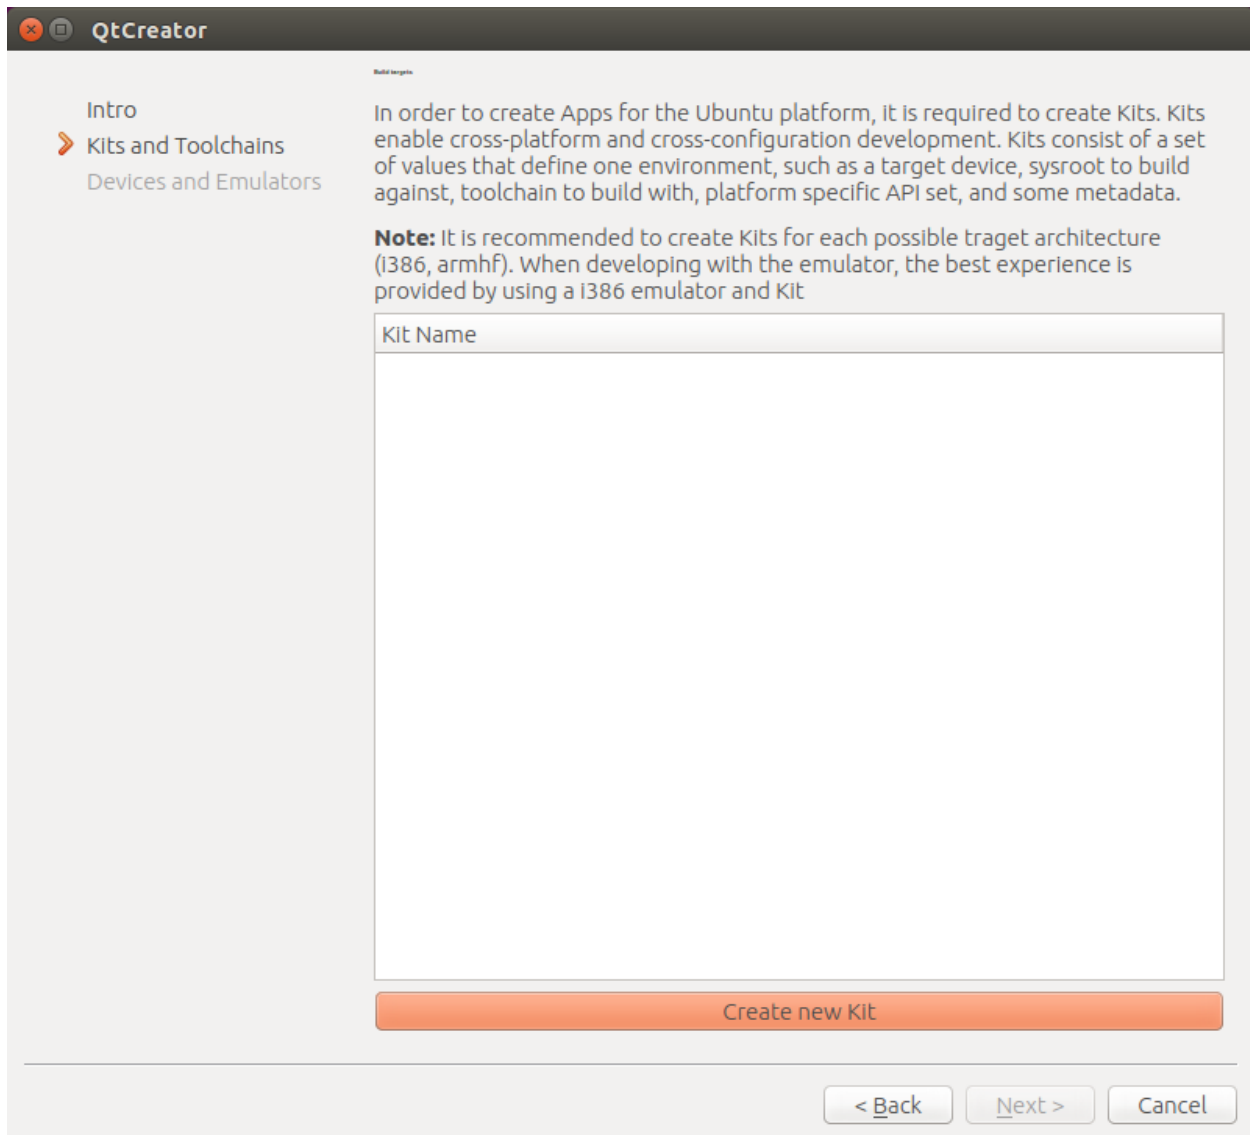 QtCreator
Build targets
Intro
Kits and Toolchains
Devices and Emulators
In order to create Apps for the Ubuntu platform, it is required to create Kits. Kits
enable cross-platform and cross-configuration development. Kits consist of a set
of values that define one environment, such as a target device, sysroot to build
against, toolchain to build with, platform specific API set, and some metadata.
Note: It is recommended to create Kits for each possible traget architecture
(i386, armhf). When developing with the emulator, the best experience is
provided by using a i386 emulator and Kit
Kit Name
Create new Kit
< Back
Next >
Cancel